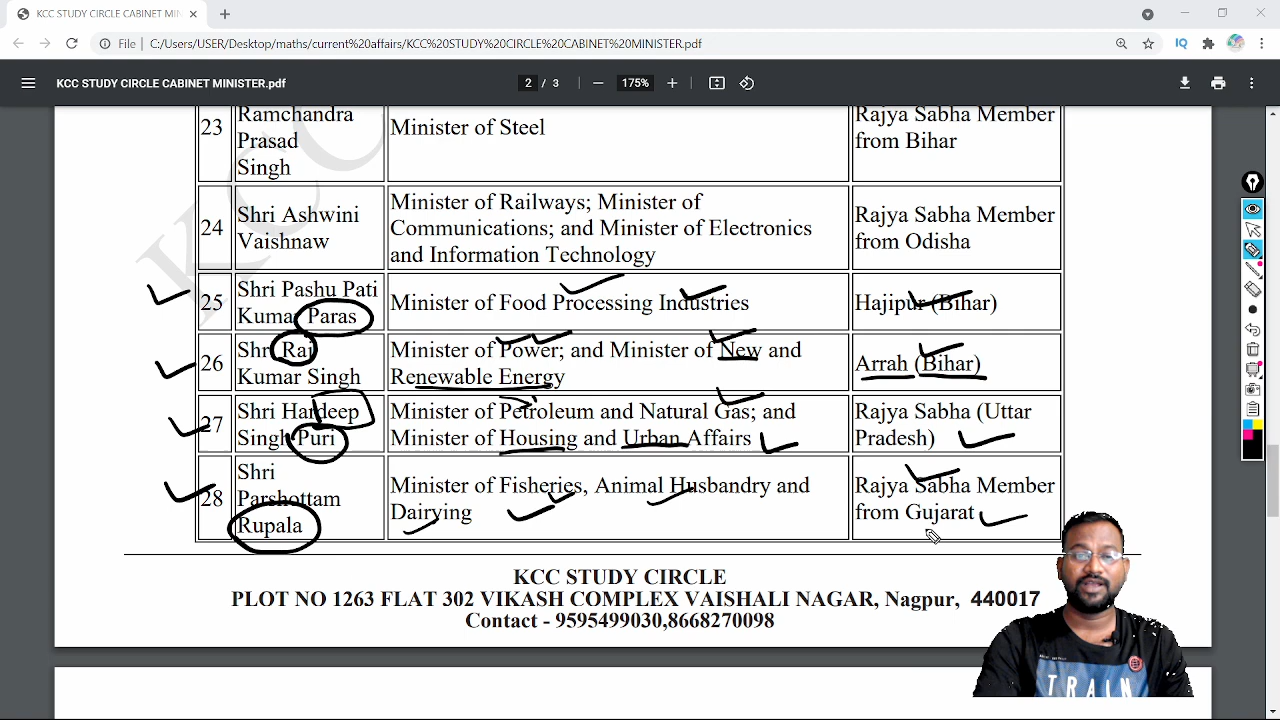 KCC STUDY CIRCLE CABINET MINIST
File
C:/Users/USER/Desktop/maths/current%20affairs/KCC%20STUDY%20CIRCLE%20CABINET%20MINISTER.pdf
IQ
KCC STUDY CIRCLE CABINET MINISTER.pdf
2 / 3
175%
KCC
23
Ramchandra
Prasad
Singh
Minister of Steel
Rajya Sabha Member
from Bihar
24
Shri Ashwini
Vaishnaw
Minister of Railways; Minister of
Communications; and Minister of Electronics
and Information Technology
Rajya Sabha Member
from Odisha
25
Shri Pashu Pati
Kumar Paras
Minister of Food Processing Industries
Hajipur (Bihar)
26
Shri Raj
Kumar Singh
Minister of Power; and Minister of New and
Renewable Energy
Arrah (Bihar)
27
Shri Hardeep
Singh Puri
Minister of Petroleum and Natural Gas; and
Minister of Housing and Urban Affairs
Rajya Sabha (Uttar
Pradesh)
28
Shri
Parshottam
Rupala
Minister of Fisheries, Animal Husbandry and
Dairying
Rajya Sabha Member
from Gujarat
KCC STUDY CIRCLE
PLOT NO 1263 FLAT 302 VIKASH COMPLEX VAISHALI NAGAR, Nagpur, 440017
Contact - 9595499030,8668270098
TRAIN